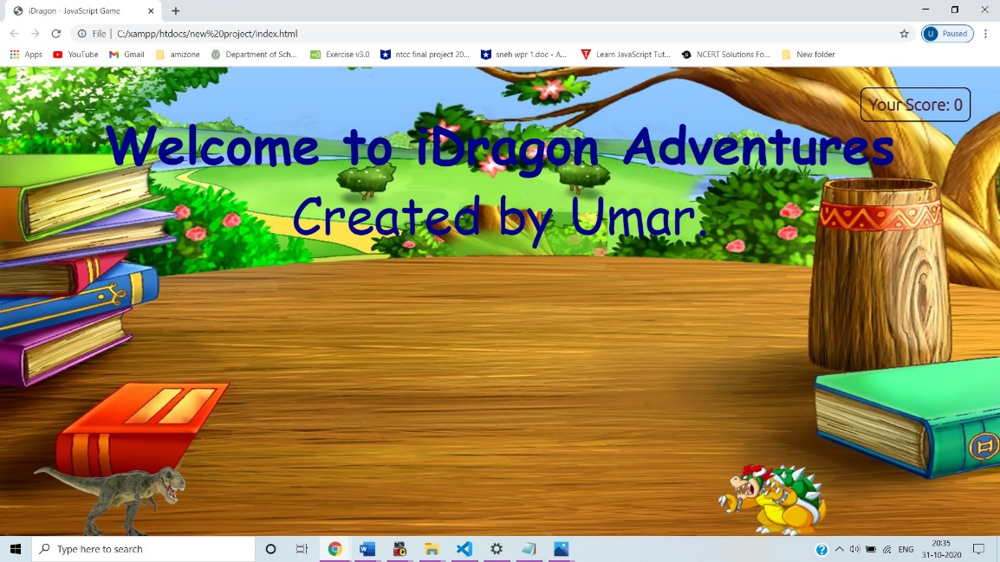 iDragon - JavaScript Game
File | C:/xampp/htdocs/new%20project/index.html
U Paused
Apps YouTube Gmail amizone Department of Sch... Exercise v3.0 ntcc final project 20... sneh wpr 1.doc - A... Learn JavaScript Tut... NCERT Solutions Fo... New folder
Your Score: 0
Welcome to iDragon Adventures
Created by Umar.
Type here to search
ENG
20:35
31-10-2020